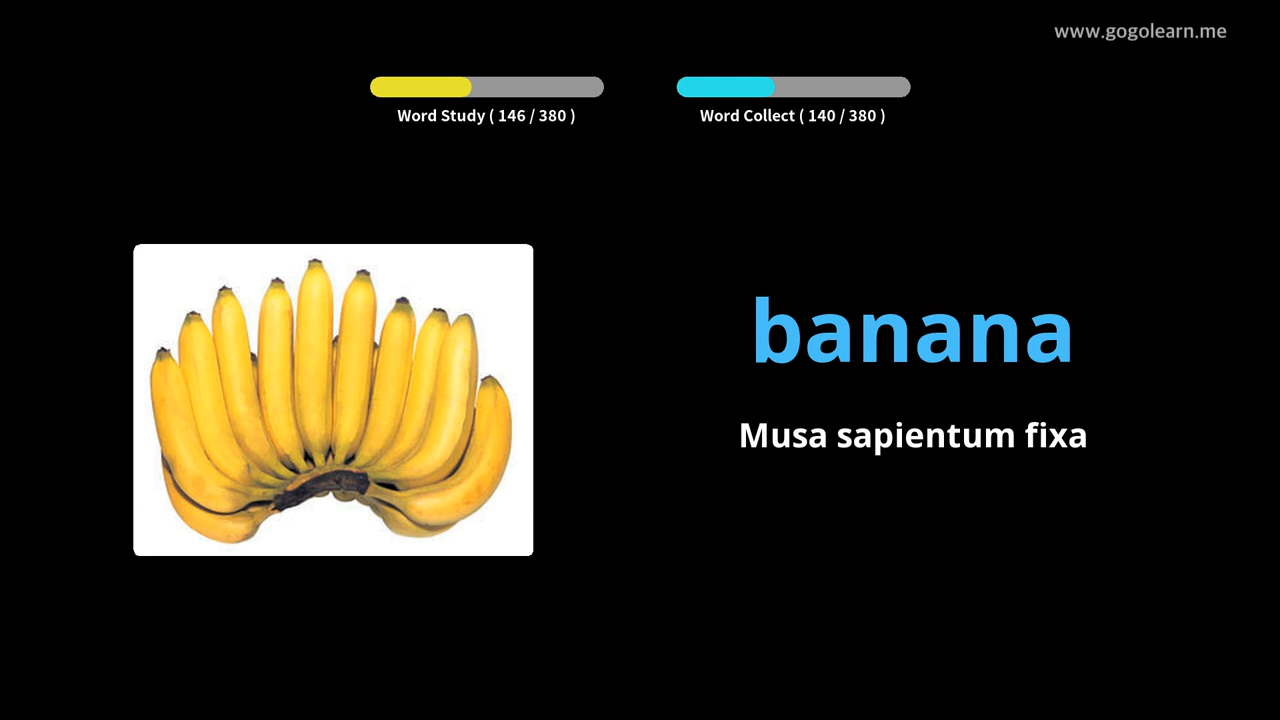 www.gogolearn.me
Word Study ( 146 / 380 )
Word Collect ( 140 / 380 )
banana
Musa sapientum fixa